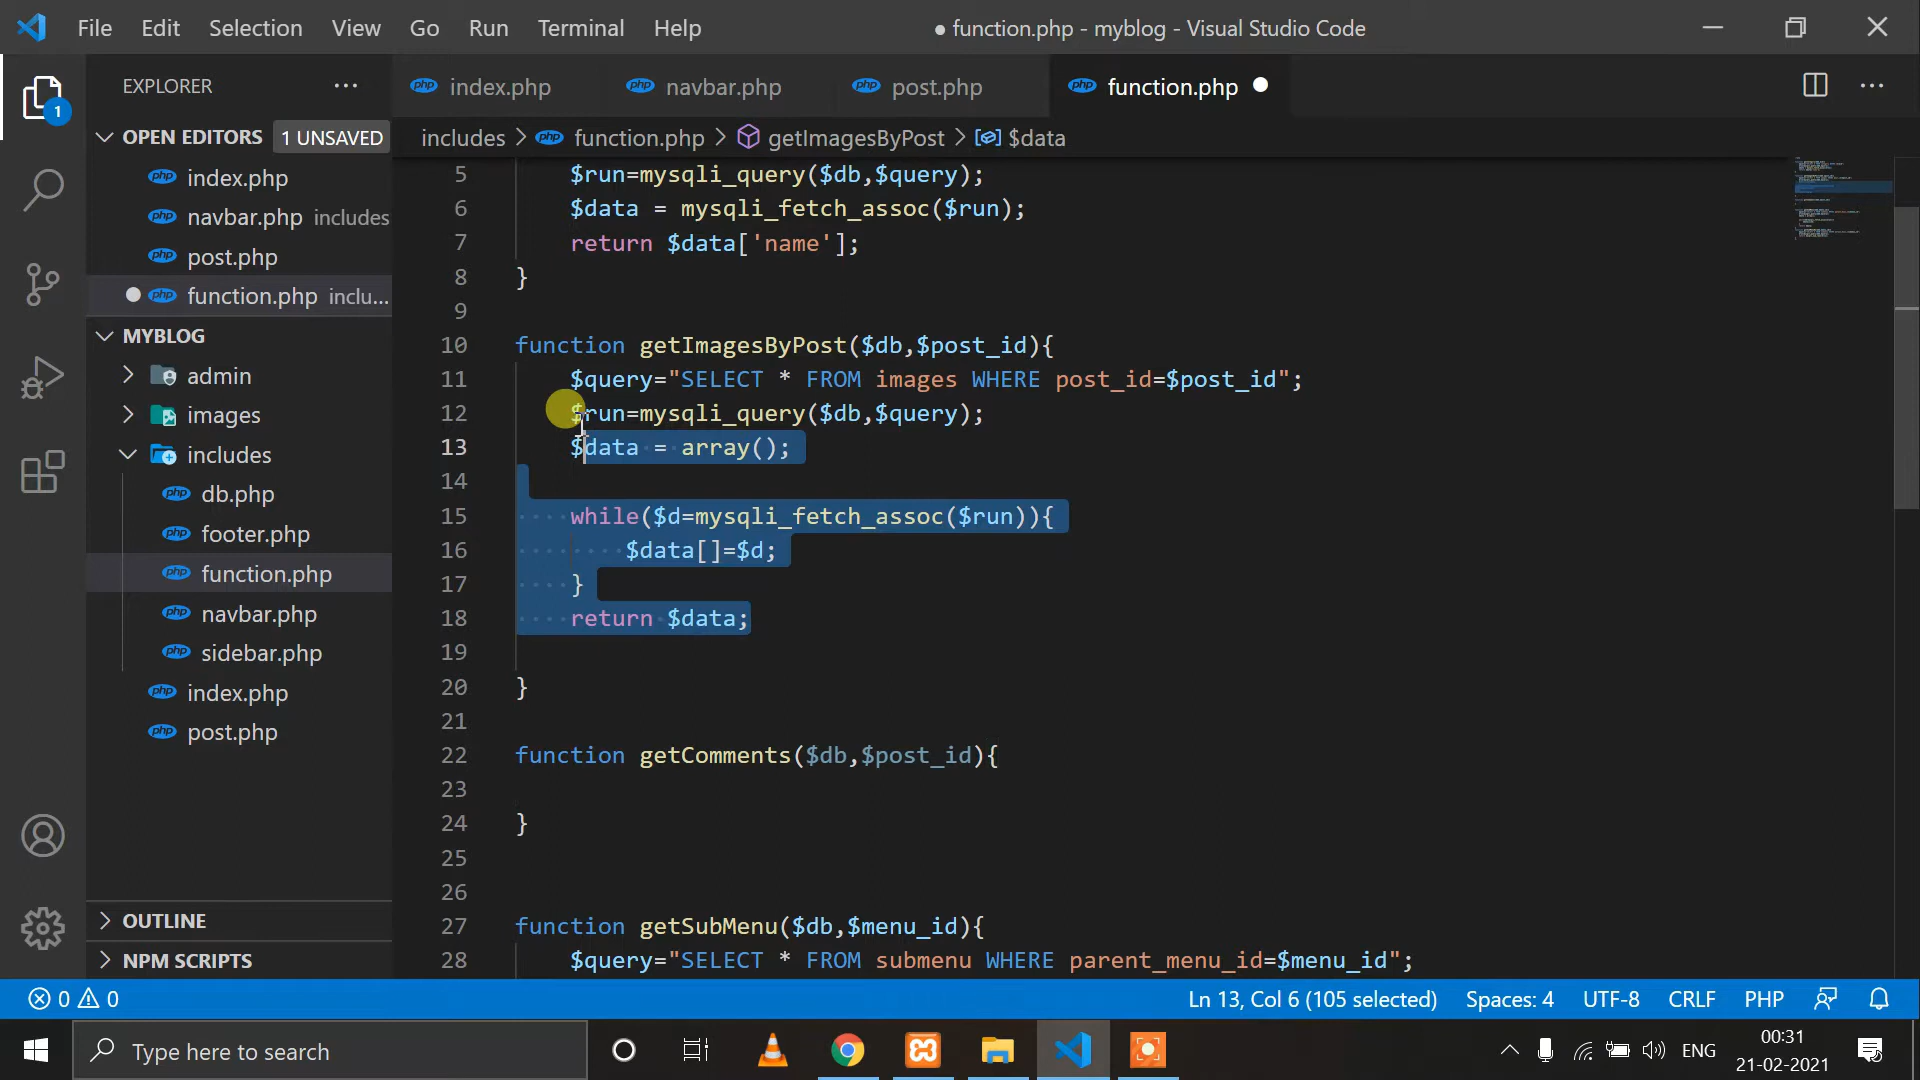 File Edit Selection View Go Run Terminal Help ● function.php - myblog - Visual Studio Code
EXPLORER ···
index.php navbar.php post.php function.php ●
OPEN EDITORS 1 UNSAVED
index.php
navbar.php includes
post.php
function.php inclu...
MYBLOG
admin
images
includes
db.php
footer.php
function.php
navbar.php
sidebar.php
index.php
post.php
OUTLINE
NPM SCRIPTS
1
includes > function.php > getImagesByPost > $data
5 $run=mysqli_query($db,$query);
6 $data = mysqli_fetch_assoc($run);
7 return $data['name'];
8 }
9
10 function getImagesByPost($db,$post_id){
11 $query="SELECT * FROM images WHERE post_id=$post_id";
12 $run=mysqli_query($db,$query);
13 $data = array();
14
15 while($d=mysqli_fetch_assoc($run)){
16 $data[]=$d;
17 }
18 return $data;
19
20 }
21
22 function getComments($db,$post_id){
23
24 }
25
26
27 function getSubMenu($db,$menu_id){
28 $query="SELECT * FROM submenu WHERE parent_menu_id=$menu_id";
0 0 Ln 13, Col 6 (105 selected) Spaces: 4 UTF-8 CRLF PHP
Type here to search
ENG
00:31
21-02-2021